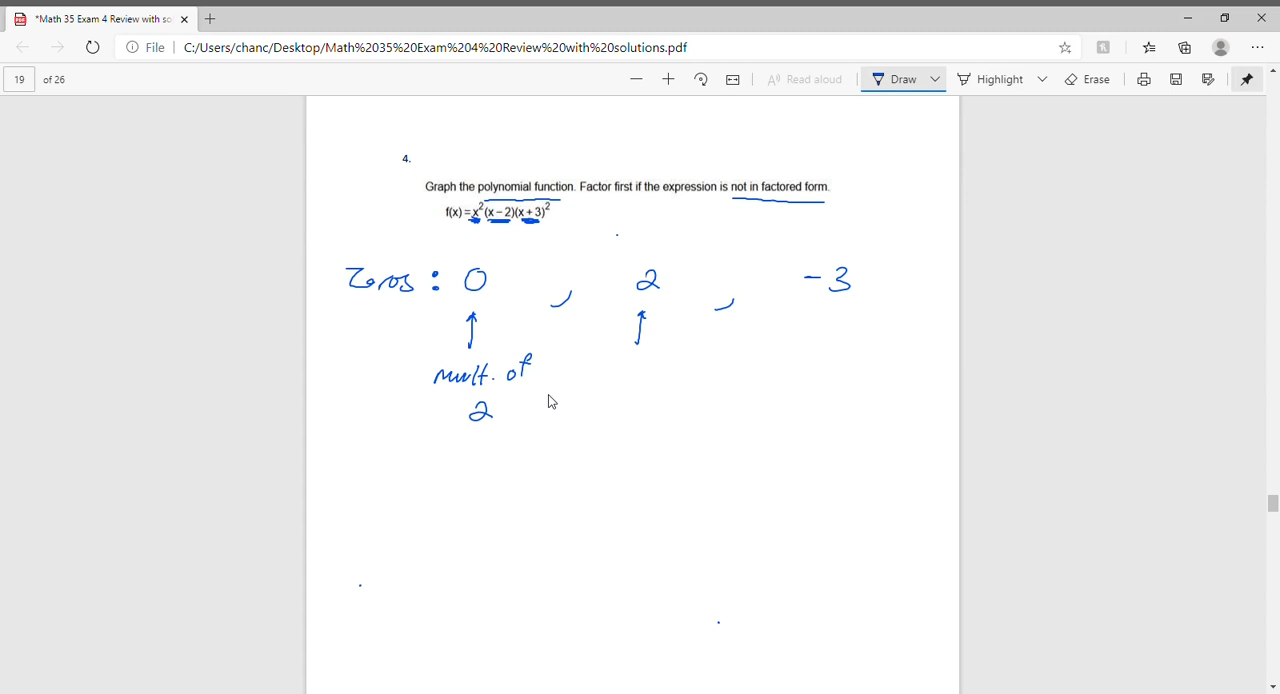 *Math 35 Exam 4 Review with so
File C:/Users/chanc/Desktop/Math%2035%20Exam%204%20Review%20with%20solutions.pdf
19 of 26 Read aloud Draw Highlight Erase
4.
Graph the polynomial function. Factor first if the expression is not in factored form.
f(x) = x²(x − 2)(x + 3)²
Zeros : 0 , 2 , − 3
mult. of
2